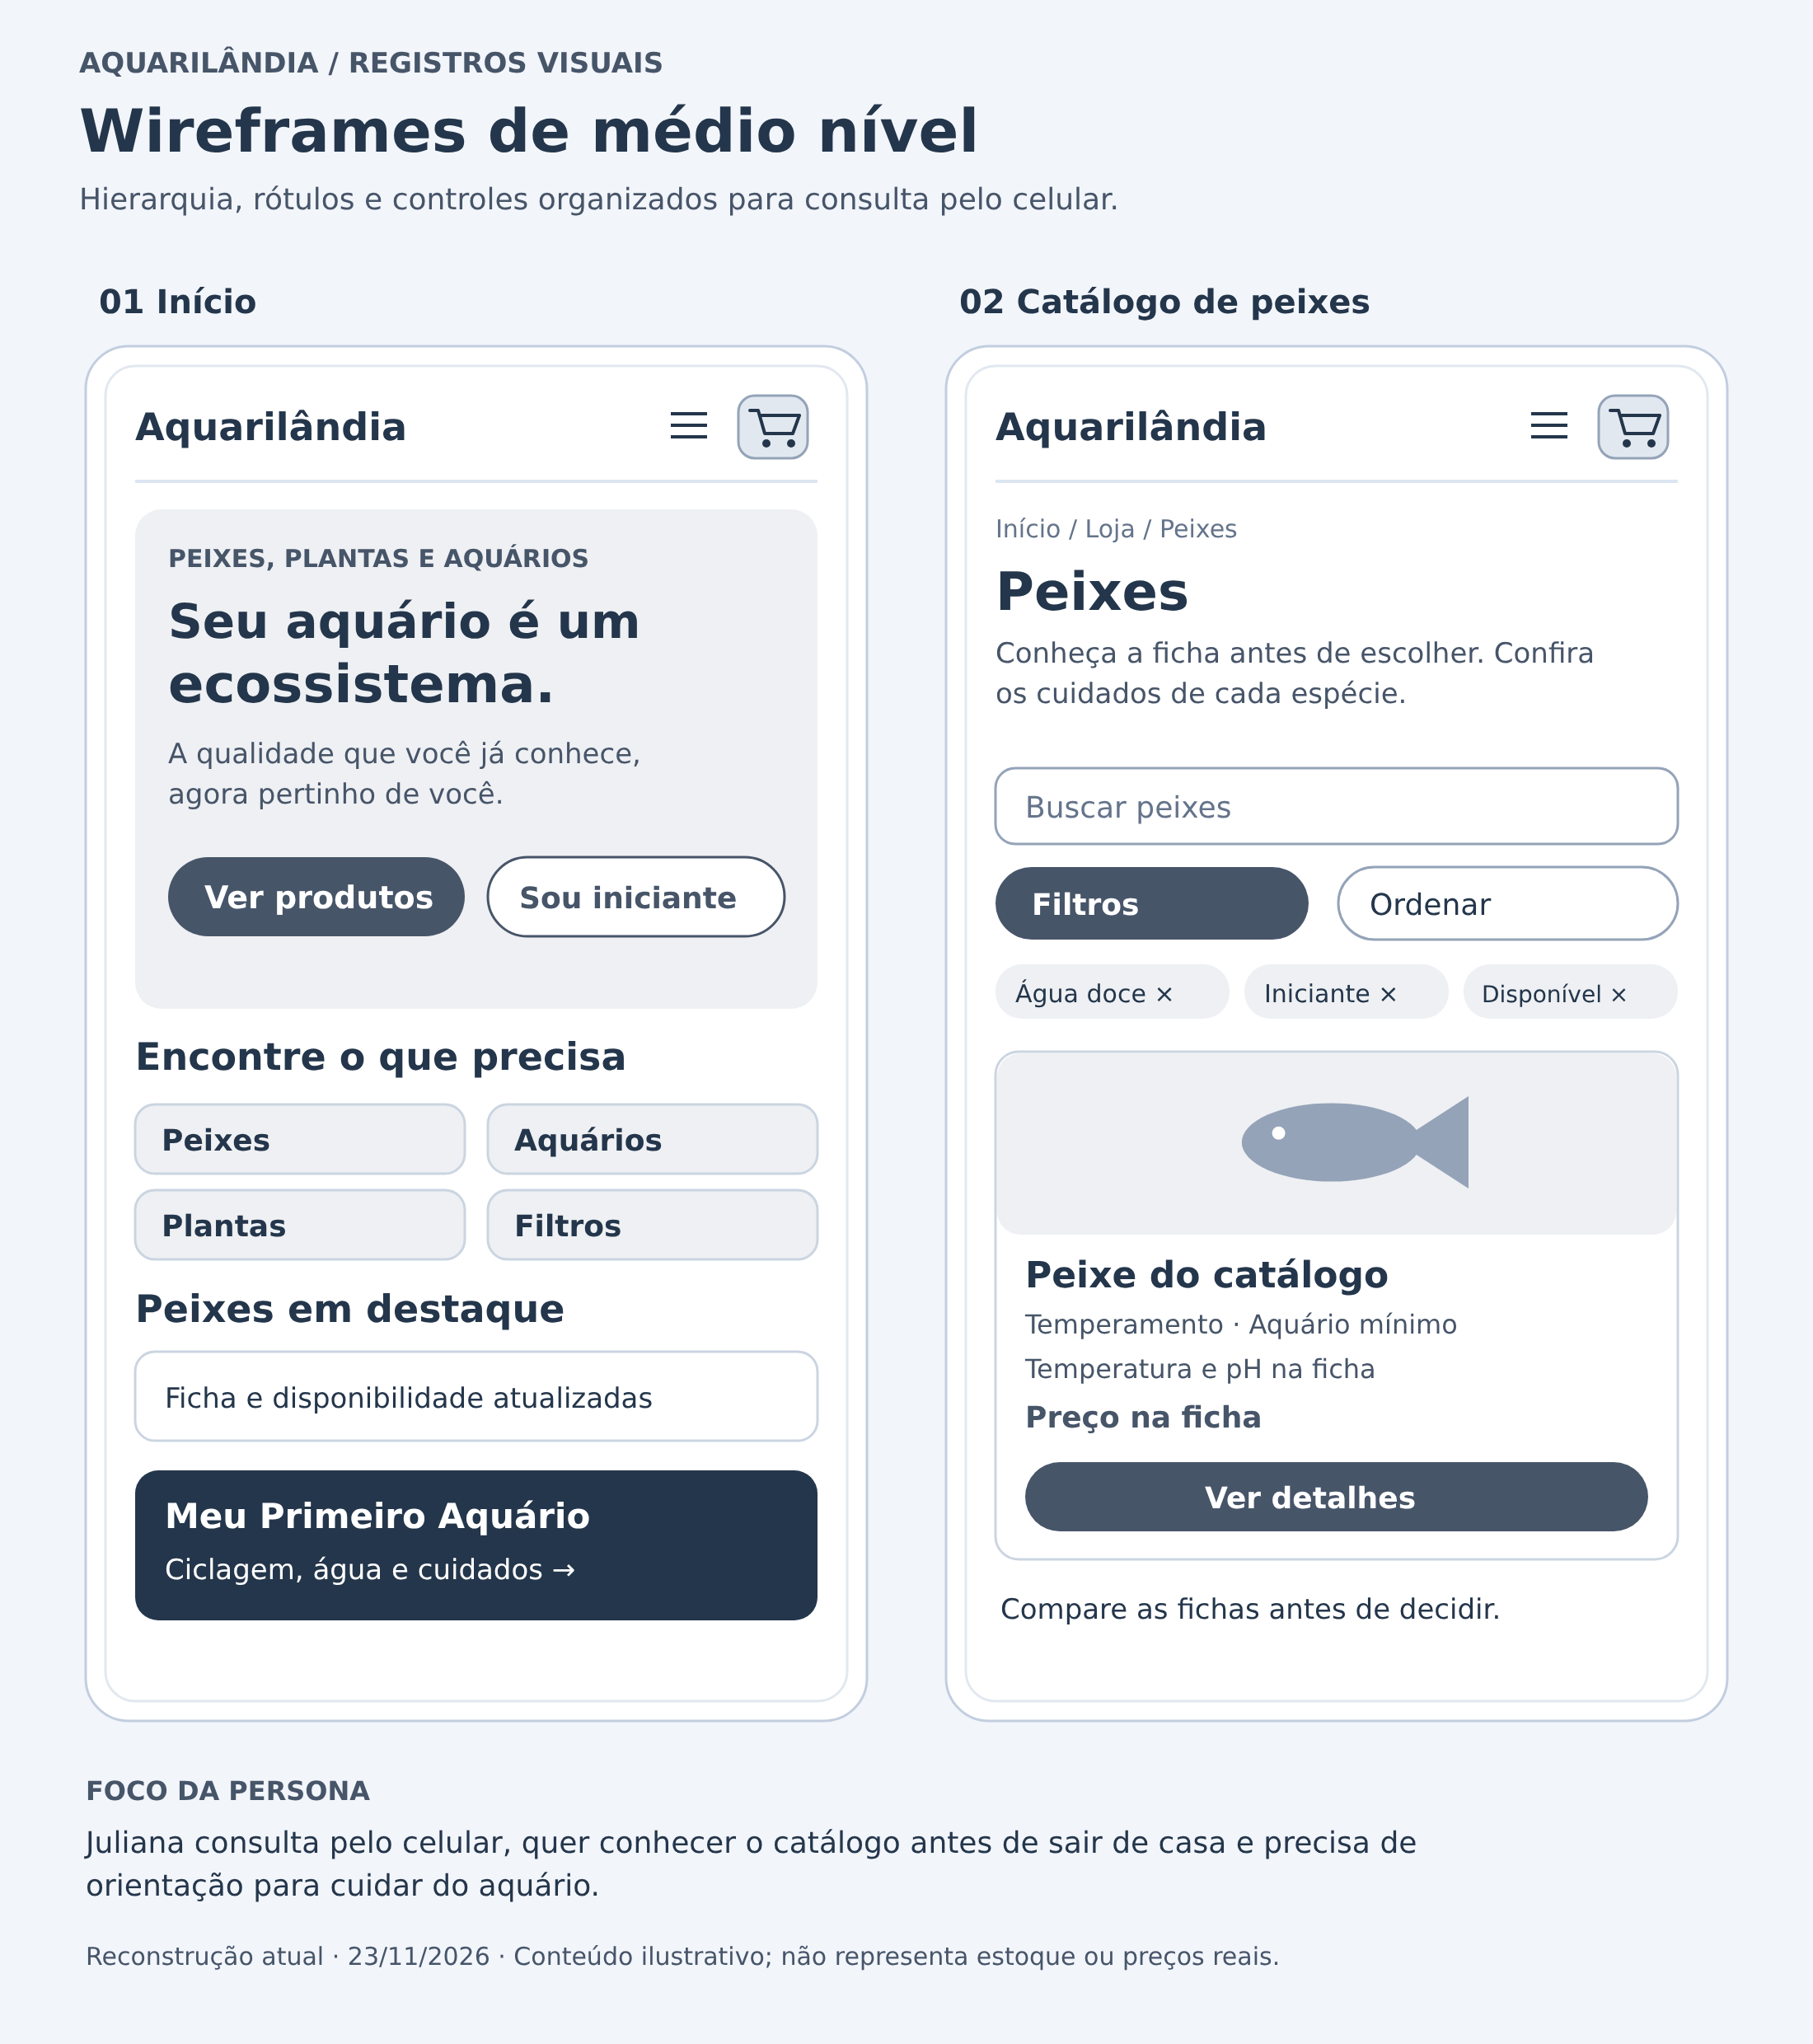 AQUARILÂNDIA / REGISTROS VISUAIS
Wireframes de médio nível
Hierarquia, rótulos e controles organizados para consulta pelo celular.
01 Início
Aquarilândia
PEIXES, PLANTAS E AQUÁRIOS
Seu aquário é um
ecossistema.
A qualidade que você já conhece,
agora pertinho de você.
Ver produtos
Sou iniciante
Encontre o que precisa
Peixes
Aquários
Plantas
Filtros
Peixes em destaque
Ficha e disponibilidade atualizadas
Meu Primeiro Aquário
Ciclagem, água e cuidados →
02 Catálogo de peixes
Aquarilândia
Início / Loja / Peixes
Peixes
Conheça a ficha antes de escolher. Confira
os cuidados de cada espécie.
Buscar peixes
Filtros
Ordenar
Água doce ×
Iniciante ×
Disponível ×
Peixe do catálogo
Temperamento · Aquário mínimo
Temperatura e pH na ficha
Preço na ficha
Ver detalhes
Compare as fichas antes de decidir.
FOCO DA PERSONA
Juliana consulta pelo celular, quer conhecer o catálogo antes de sair de casa e precisa de
orientação para cuidar do aquário.
Reconstrução atual · 23/11/2026 · Conteúdo ilustrativo; não representa estoque ou preços reais.